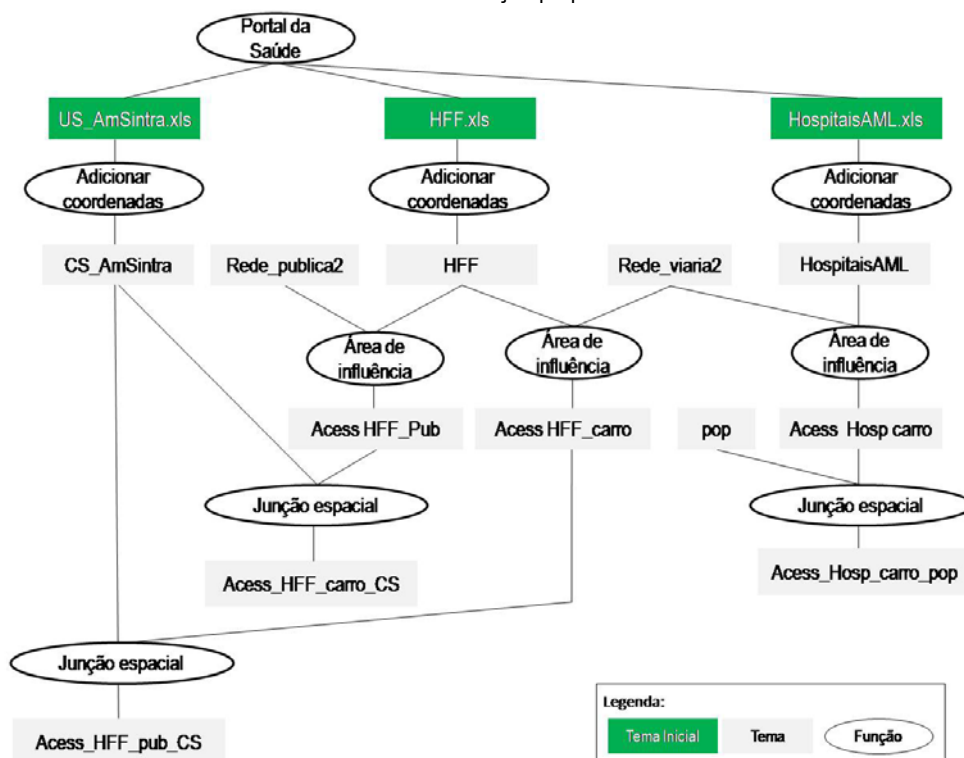 Portal da
Saúde
US_AmSintra.xls
HFF.xls
HospitaisAML.xls
Adicionar
coordenadas
Adicionar
coordenadas
Adicionar
coordenadas
CS_AmSintra
Rede_publica2
HFF
Rede_viaria2
HospitaisAML
Área de
influência
Área de
influência
Área de
influência
Acess HFF_Pub
Acess HFF_carro
pop
Acess Hosp carro
Junção espacial
Junção espacial
Acess_HFF_carro_CS
Acess_Hosp_carro_pop
Junção espacial
Acess_HFF_pub_CS
Legenda:
Tema Inicial
Tema
Função